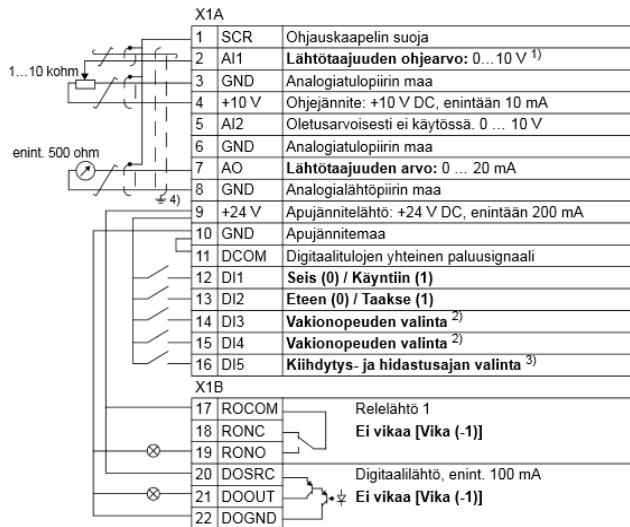 X1A
1 SCR Ohjauskaapelin suoja
2 AI1 Lähtötaajuuden ohjearvo: 0…10 V 1)
1…10 kohm
3 GND Analogiatulopiirin maa
4 +10 V Ohjejännite: +10 V DC, enintään 10 mA
5 AI2 Oletusarvoisesti ei käytössä. 0 … 10 V
6 GND Analogiatulopiirin maa
enint. 500 ohm
7 AO Lähtötaajuuden arvo: 0 … 20 mA
8 GND Analogialähtöpiirin maa
4)
9 +24 V Apujännitelähtö: +24 V DC, enintään 200 mA
10 GND Apujännitemaa
11 DCOM Digitaalitulojen yhteinen paluusignaali
12 DI1 Seis (0) / Käyntiin (1)
13 DI2 Eteen (0) / Taakse (1)
14 DI3 Vakionopeuden valinta 2)
15 DI4 Vakionopeuden valinta 2)
16 DI5 Kiihdytys- ja hidastusajan valinta 3)
X1B
17 ROCOM Relelähtö 1
18 RONC Ei vikaa [Vika (-1)]
19 RONO
20 DOSRC Digitaalilähtö, enint. 100 mA
21 DOOUT Ei vikaa [Vika (-1)]
22 DOGND